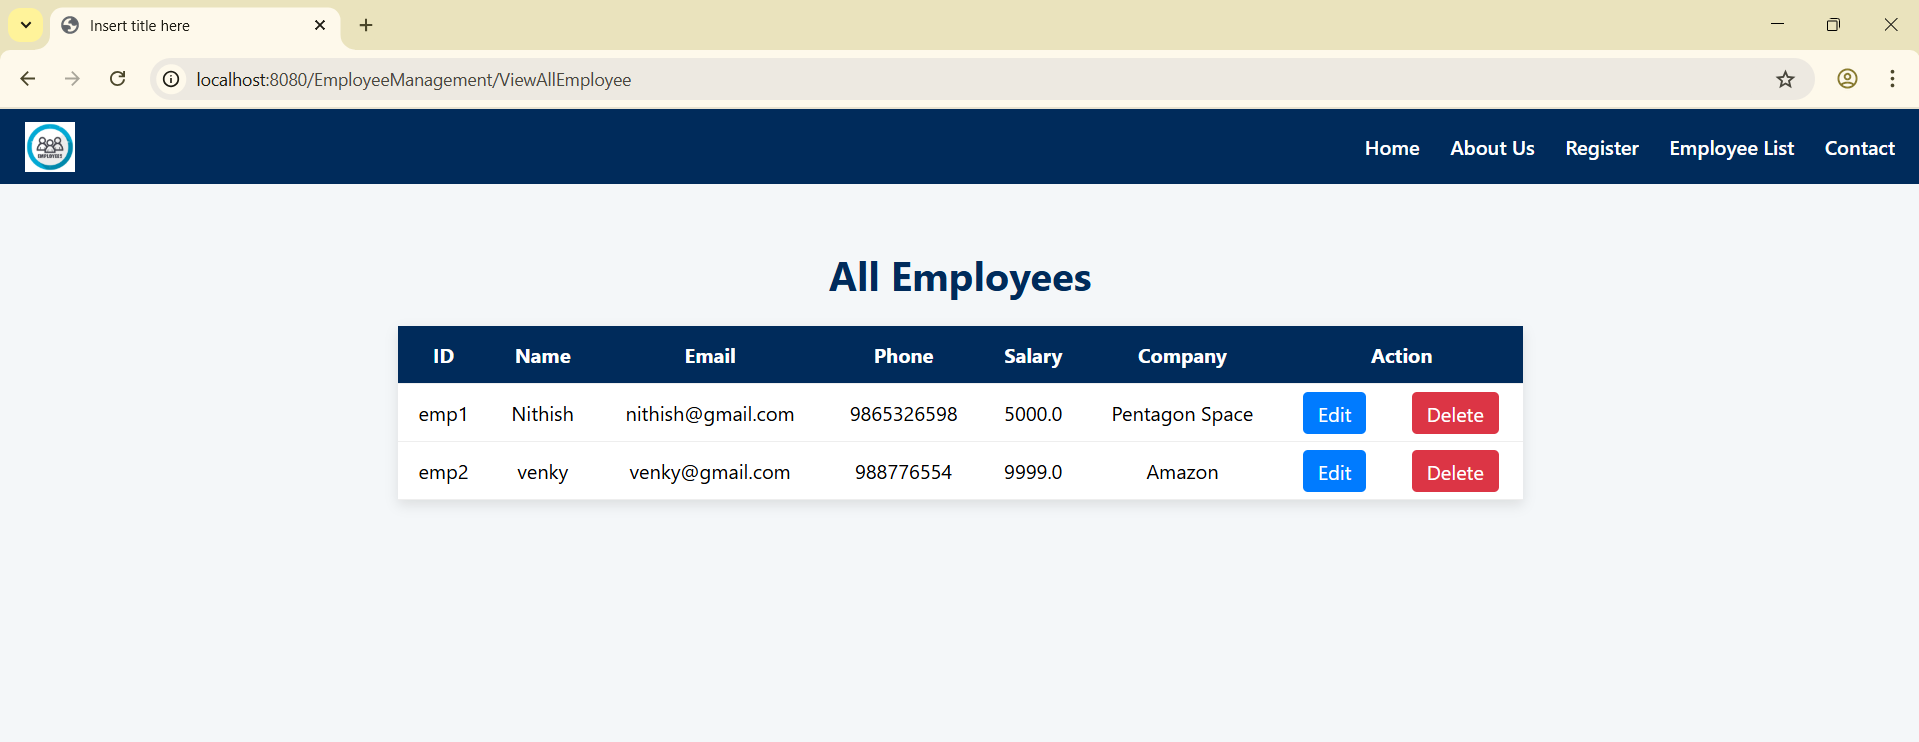 Insert title here
localhost:8080/EmployeeManagement/ViewAllEmployee
EMPLOYEES
Home About Us Register Employee List Contact
All Employees
ID Name Email Phone Salary Company Action
emp1 Nithish nithish@gmail.com 9865326598 5000.0 Pentagon Space Edit Delete
emp2 venky venky@gmail.com 988776554 9999.0 Amazon Edit Delete